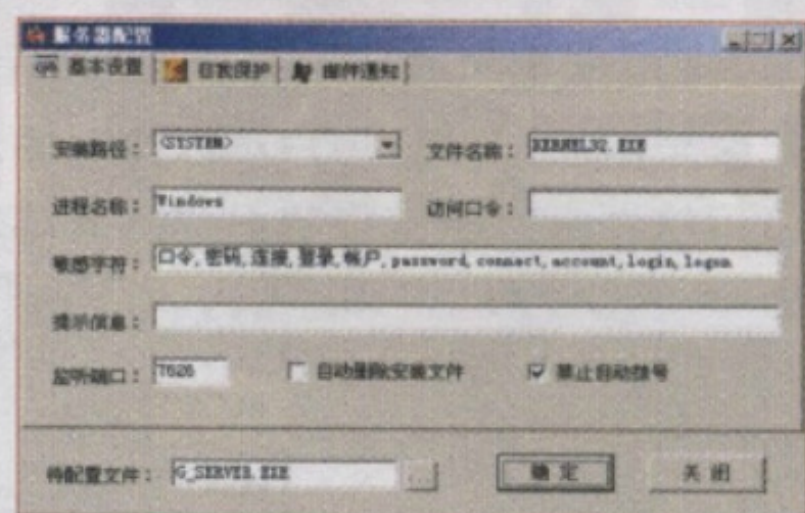 服务器配置
基本设置 自我保护 邮件通知
安装路径： <SYSTEM> 文件名称： KERNEL32.EXE
进程名称： Windows 访问口令：
敏感字符： 口令,密码,连接,登录,帐户,password,connect,account,login,logon
提示信息：
监听端口： 7626 自动删除安装文件 禁止自动拨号
待配置文件： G_SERVER.EXE ... 确定 关闭